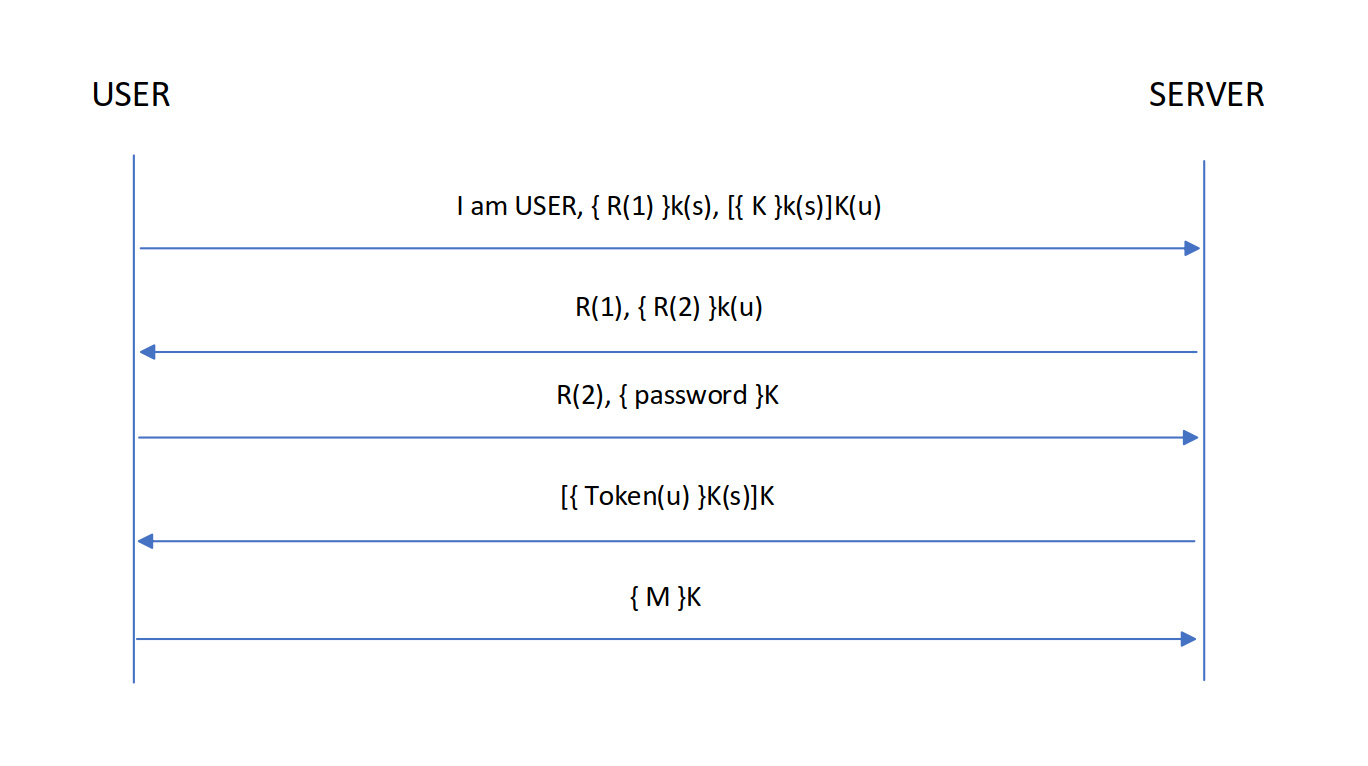 USER
SERVER
I am USER, { R(1) }k(s), [{ K }k(s)]K(u)
R(1), { R(2) }k(u)
R(2), { password }K
[{ Token(u) }K(s)]K
{ M }K